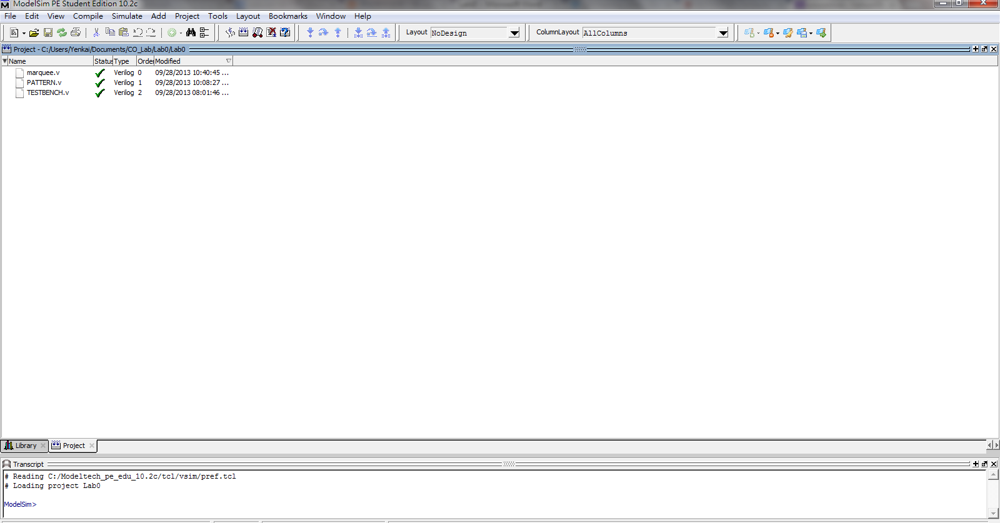 ModelSim PE Student Edition 10.2c
File Edit View Compile Simulate Add Project Tools Layout Bookmarks Window Help
Layout NoDesign ColumnLayout AllColumns
Project - C:/Users/Yenkai/Documents/CO_Lab/Lab0/Lab0
Name Status Type Order Modified
marquee.v Verilog 0 09/28/2013 10:40:45 ...
PATTERN.v Verilog 1 09/28/2013 10:08:27 ...
TESTBENCH.v Verilog 2 09/28/2013 08:01:46 ...
Library Project
Transcript
# Reading C:/Modeltech_pe_edu_10.2c/tcl/vsim/pref.tcl
# Loading project Lab0
ModelSim>